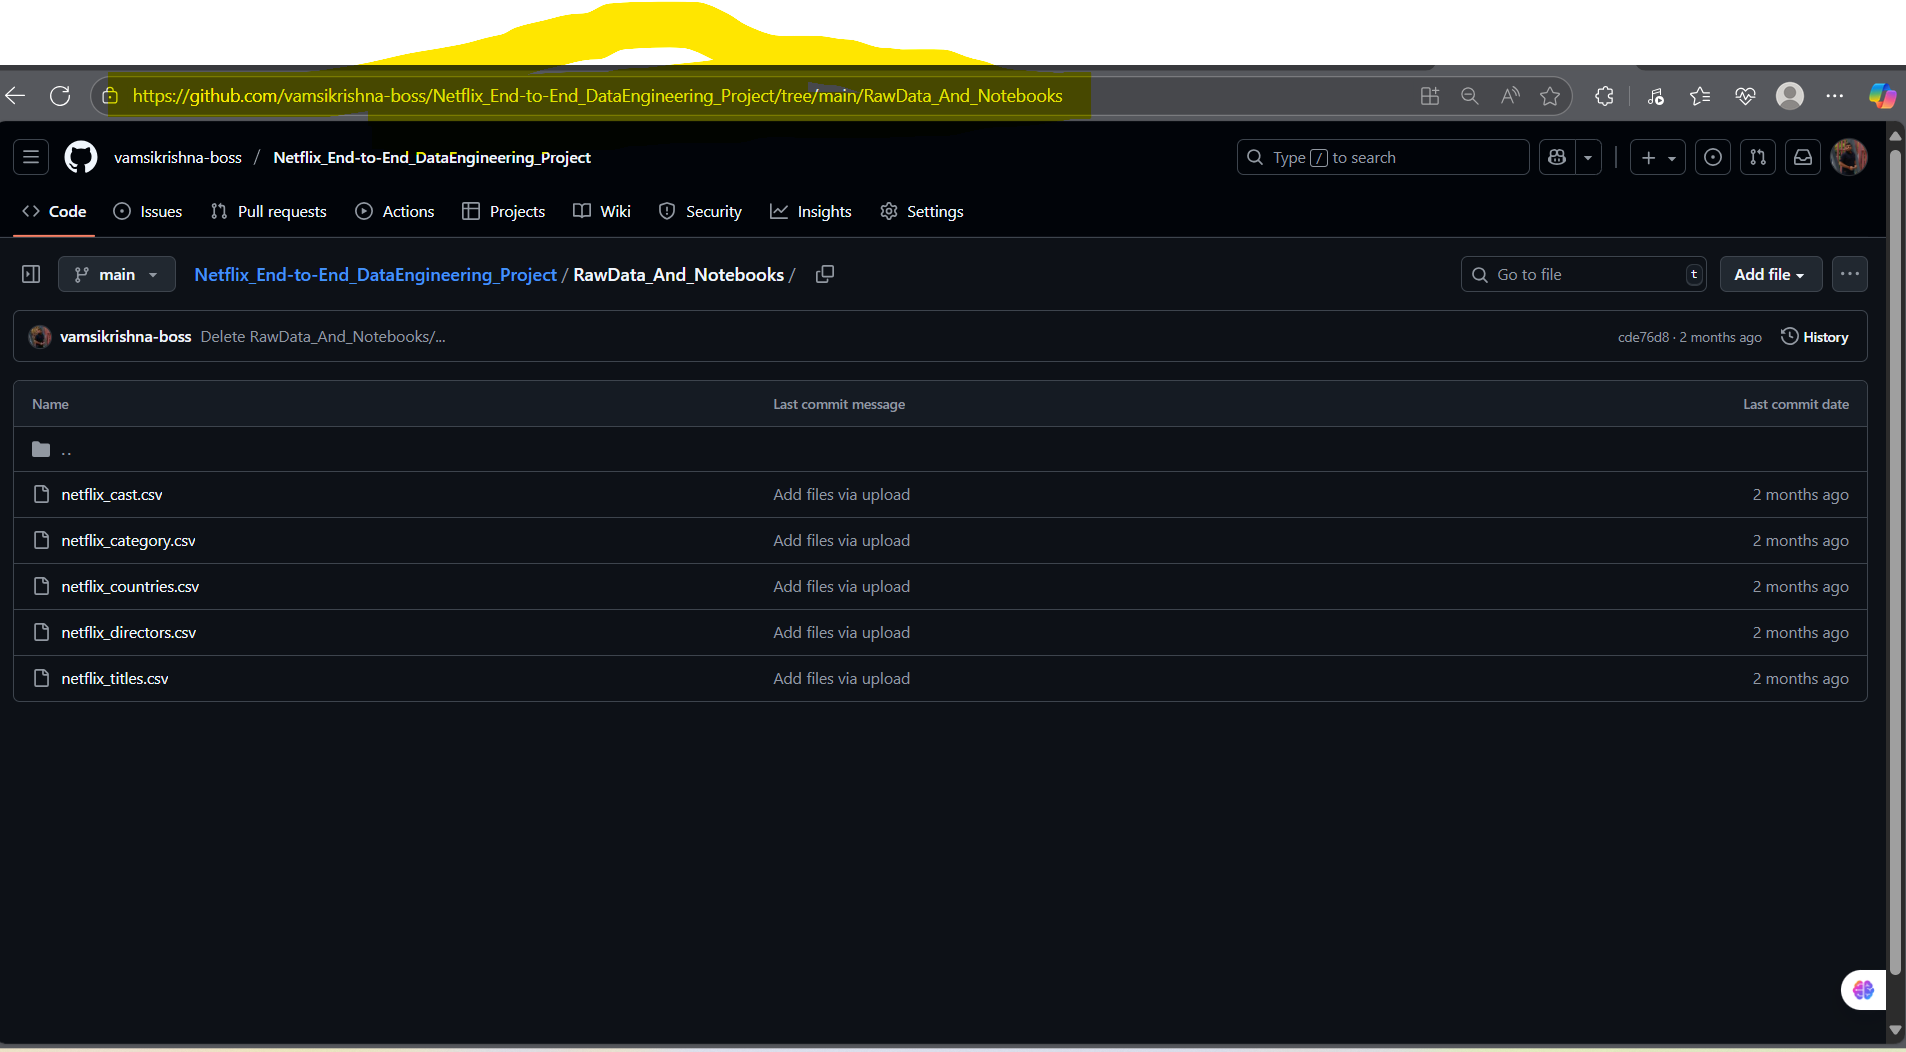 https://github.com/vamsikrishna-boss/Netflix_End-to-End_DataEngineering_Project/tree/main/RawData_And_Notebooks
vamsikrishna-boss / Netflix_End-to-End_DataEngineering_Project
Type / to search
Code Issues Pull requests Actions Projects Wiki Security Insights Settings
main Netflix_End-to-End_DataEngineering_Project / RawData_And_Notebooks /
Go to file t Add file
vamsikrishna-boss Delete RawData_And_Notebooks/... cde76d8 · 2 months ago History
Name Last commit message Last commit date
..
netflix_cast.csv Add files via upload 2 months ago
netflix_category.csv Add files via upload 2 months ago
netflix_countries.csv Add files via upload 2 months ago
netflix_directors.csv Add files via upload 2 months ago
netflix_titles.csv Add files via upload 2 months ago